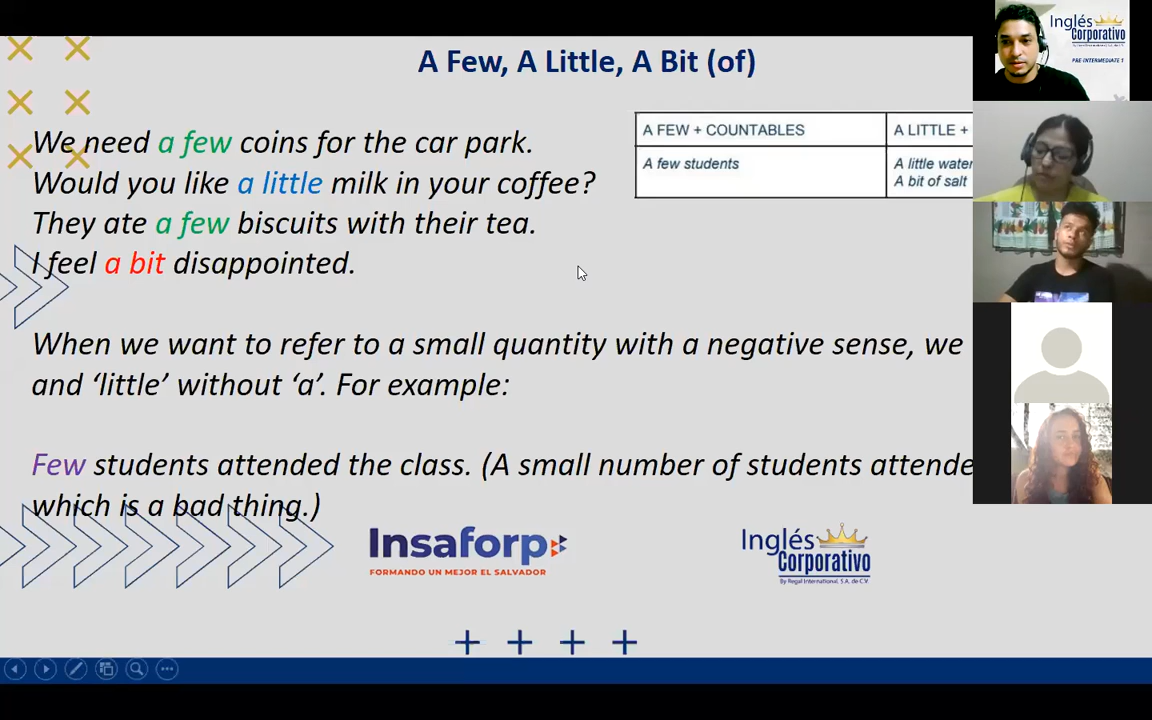 A Few, A Little, A Bit (of)
We need a few coins for the car park.
Would you like a little milk in your coffee?
They ate a few biscuits with their tea.
I feel a bit disappointed.
A FEW + COUNTABLES
A LITTLE +
A few students
A little water
A bit of salt
When we want to refer to a small quantity with a negative sense, we
and ‘little’ without ‘a’. For example:
Few students attended the class. (A small number of students attende
which is a bad thing.)
Insaforp
FORMANDO UN MEJOR EL SALVADOR
Inglés
Corporativo
By Regal International, S.A. de C.V.
Inglés
Corporativo
PRE-INTERMEDIATE 1